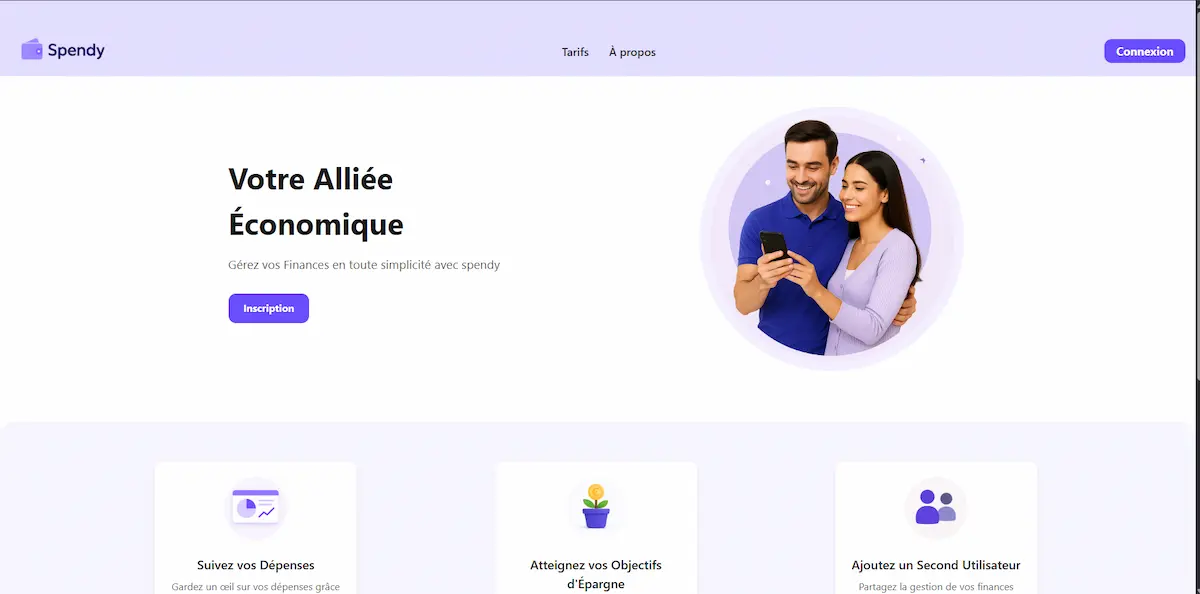 Spendy
Tarifs
À propos
Connexion
Votre Alliée
Économique
Gérez vos Finances en toute simplicité avec spendy
Inscription
Suivez vos Dépenses
Gardez un œil sur vos dépenses grâce
Atteignez vos Objectifs
d'Épargne
Ajoutez un Second Utilisateur
Partagez la gestion de vos finances